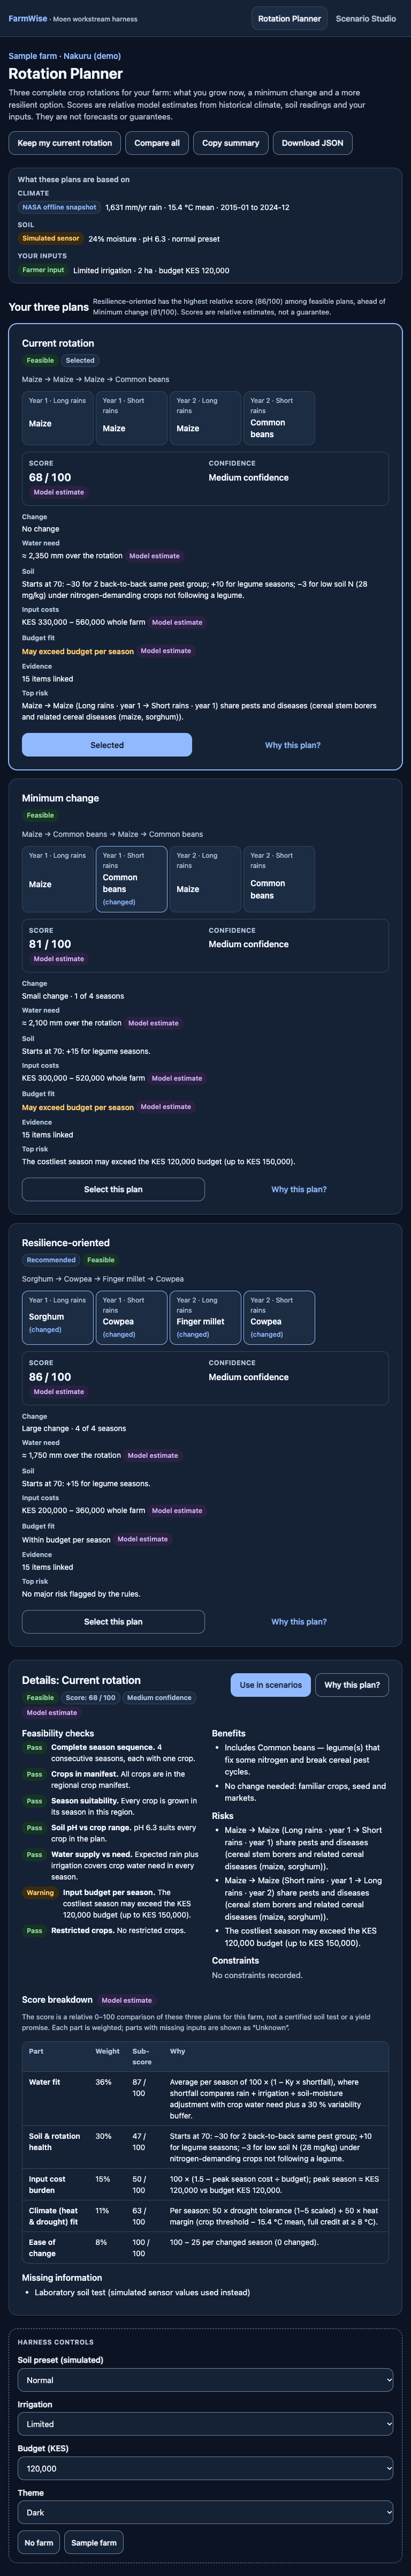 FarmWise · Moen workstream harness
Rotation Planner
Scenario Studio
Sample farm · Nakuru (demo)
Rotation Planner
Three complete crop rotations for your farm: what you grow now, a minimum change and a more
resilient option. Scores are relative model estimates from historical climate, soil readings and your
inputs. They are not forecasts or guarantees.
Keep my current rotation
Compare all
Copy summary
Download JSON
What these plans are based on
CLIMATE
NASA offline snapshot 1,631 mm/yr rain · 15.4 °C mean · 2015-01 to 2024-12
SOIL
Simulated sensor 24% moisture · pH 6.3 · normal preset
YOUR INPUTS
Farmer input Limited irrigation · 2 ha · budget KES 120,000
Your three plans
Resilience-oriented has the highest relative score (86/100) among feasible plans, ahead of
Minimum change (81/100). Scores are relative estimates, not a guarantee.
Current rotation
Feasible Selected
Maize → Maize → Maize → Common beans
Year 1 · Long rains
Maize
Year 1 · Short
rains
Maize
Year 2 · Long rains
Maize
Year 2 · Short
rains
Common
beans
SCORE
68 / 100
Model estimate
CONFIDENCE
Medium confidence
Change
No change
Water need
≈ 2,350 mm over the rotation Model estimate
Soil
Starts at 70: −30 for 2 back-to-back same pest group; +10 for legume seasons; −3 for low soil N (28
mg/kg) under nitrogen-demanding crops not following a legume.
Input costs
KES 330,000 – 560,000 whole farm Model estimate
Budget fit
May exceed budget per season Model estimate
Evidence
15 items linked
Top risk
Maize → Maize (Long rains · year 1 → Short rains · year 1) share pests and diseases (cereal stem borers
and related cereal diseases (maize, sorghum)).
Selected
Why this plan?
Minimum change
Feasible
Maize → Common beans → Maize → Common beans
Year 1 · Long rains
Maize
Year 1 · Short
rains
Common
beans
(changed)
Year 2 · Long
rains
Maize
Year 2 · Short
rains
Common
beans
SCORE
81 / 100
Model estimate
CONFIDENCE
Medium confidence
Change
Small change · 1 of 4 seasons
Water need
≈ 2,100 mm over the rotation Model estimate
Soil
Starts at 70: +15 for legume seasons.
Input costs
KES 300,000 – 520,000 whole farm Model estimate
Budget fit
May exceed budget per season Model estimate
Evidence
15 items linked
Top risk
The costliest season may exceed the KES 120,000 budget (up to KES 150,000).
Select this plan
Why this plan?
Resilience-oriented
Recommended Feasible
Sorghum → Cowpea → Finger millet → Cowpea
Year 1 · Long rains
Sorghum
(changed)
Year 1 · Short
rains
Cowpea
(changed)
Year 2 · Long
rains
Finger millet
(changed)
Year 2 · Short
rains
Cowpea
(changed)
SCORE
86 / 100
Model estimate
CONFIDENCE
Medium confidence
Change
Large change · 4 of 4 seasons
Water need
≈ 1,750 mm over the rotation Model estimate
Soil
Starts at 70: +15 for legume seasons.
Input costs
KES 200,000 – 360,000 whole farm Model estimate
Budget fit
Within budget per season Model estimate
Evidence
15 items linked
Top risk
No major risk flagged by the rules.
Select this plan
Why this plan?
Details: Current rotation
Feasible Score: 68 / 100 Medium confidence
Model estimate
Use in scenarios
Why this plan?
Feasibility checks
Pass Complete season sequence. 4
consecutive seasons, each with one crop.
Pass Crops in manifest. All crops are in the
regional crop manifest.
Pass Season suitability. Every crop is grown in
its season in this region.
Pass Soil pH vs crop range. pH 6.3 suits every
crop in the plan.
Pass Water supply vs need. Expected rain plus
irrigation covers crop water need in every
season.
Warning Input budget per season. The
costliest season may exceed the KES
120,000 budget (up to KES 150,000).
Pass Restricted crops. No restricted crops.
Benefits
• Includes Common beans — legume(s) that
fix some nitrogen and break cereal pest
cycles.
• No change needed: familiar crops, seed and
markets.
Risks
• Maize → Maize (Long rains · year 1 → Short
rains · year 1) share pests and diseases
(cereal stem borers and related cereal
diseases (maize, sorghum)).
• Maize → Maize (Short rains · year 1 → Long
rains · year 2) share pests and diseases
(cereal stem borers and related cereal
diseases (maize, sorghum)).
• The costliest season may exceed the KES
120,000 budget (up to KES 150,000).
Constraints
No constraints recorded.
Score breakdown Model estimate
The score is a relative 0–100 comparison of these three plans for this farm, not a certified soil test or a yield
promise. Each part is weighted; parts with missing inputs are shown as “Unknown”.
Part Weight Sub-
score Why
Water fit 36% 87 /
100
Average per season of 100 × (1 − Ky × shortfall), where
shortfall compares rain + irrigation + soil-moisture
adjustment with crop water need plus a 30 % variability
buffer.
Soil & rotation
health
30% 47 /
100
Starts at 70: −30 for 2 back-to-back same pest group; +10
for legume seasons; −3 for low soil N (28 mg/kg) under
nitrogen-demanding crops not following a legume.
Input cost
burden
15% 50 /
100
100 × (1.5 − peak season cost ÷ budget); peak season ≈ KES
120,000 vs budget KES 120,000.
Climate (heat
& drought) fit
11% 63 /
100
Per season: 50 × drought tolerance (1–5 scaled) + 50 × heat
margin (crop threshold − 15.4 °C mean, full credit at ≥ 8 °C).
Ease of
change
8% 100 /
100
100 − 25 per changed season (0 changed).
Missing information
• Laboratory soil test (simulated sensor values used instead)
HARNESS CONTROLS
Soil preset (simulated)
Normal
Irrigation
Limited
Budget (KES)
120,000
Theme
Dark
No farm
Sample farm